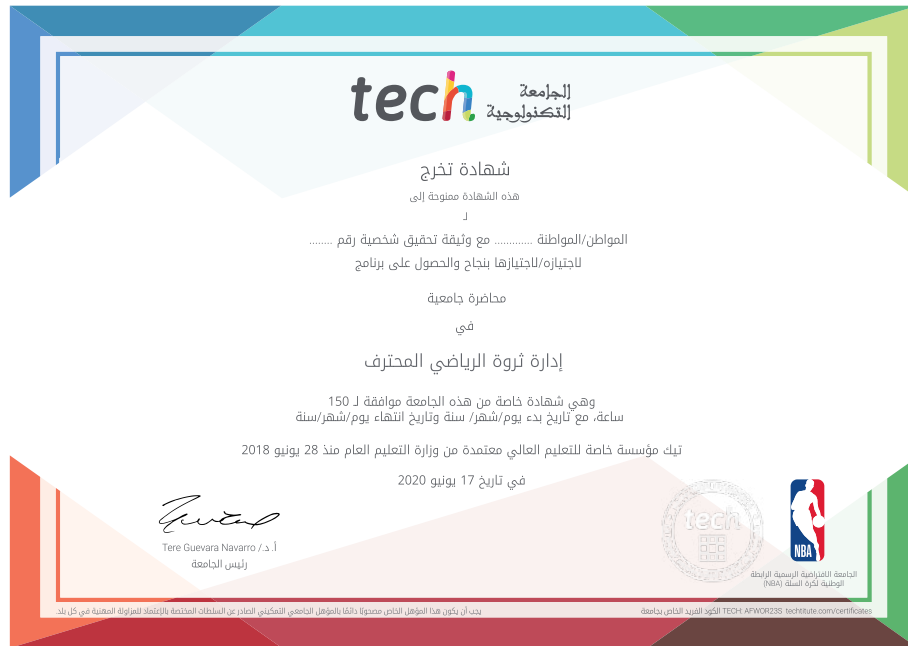 tech الجامعة
التكنولوجية
شهادة تخرج
هذه الشهادة ممنوحة إلى
لـ
المواطن/المواطنة ............. مع وثيقة تحقيق شخصية رقم ........
لاجتيازه/لاجتيازها بنجاح والحصول على برنامج
محاضرة جامعية
في
إدارة ثروة الرياضي المحترف
وهي شهادة خاصة من هذه الجامعة موافقة لـ 150
ساعة، مع تاريخ بدء يوم/شهر/ سنة وتاريخ انتهاء يوم/شهر/سنة
تيك مؤسسة خاصة للتعليم العالي معتمدة من وزارة التعليم العام منذ 28 يونيو 2018
في تاريخ 17 يونيو 2020
أ. د./ Tere Guevara Navarro
رئيس الجامعة
tech
NBA
الجامعة الافتراضية الرسمية الرابطة
الوطنية لكرة السلة (NBA)
يجب أن يكون هذا المؤهل الخاص مصحوبًا دائمًا بالمؤهل الجامعي التمكيني الصادر عن السلطات المختصة بالإعتماد للمزاولة المهنية في كل بلد.
الكود الفريد الخاص بجامعة TECH: AFWOR23S techtitute.com/certificates